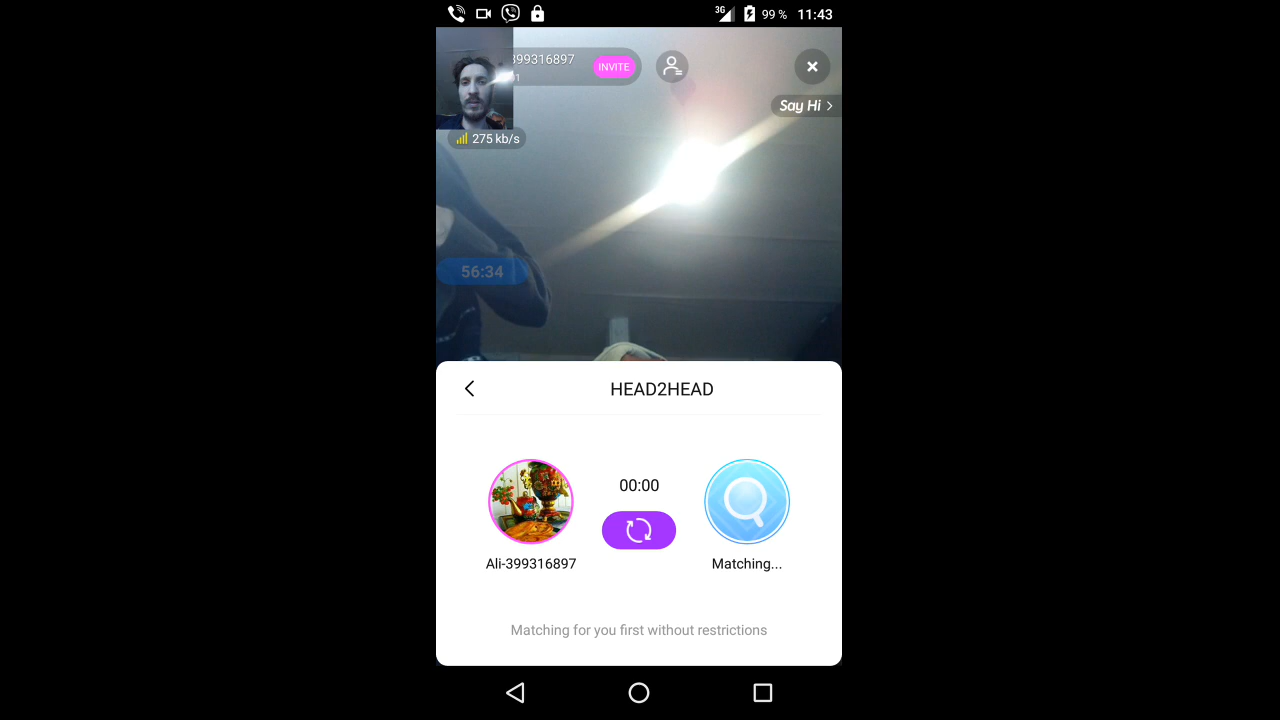 3G
99 %
11:43
399316897
INVITE
Say Hi
275 kb/s
56:34
HEAD2HEAD
00:00
Ali-399316897
Matching...
Matching for you first without restrictions